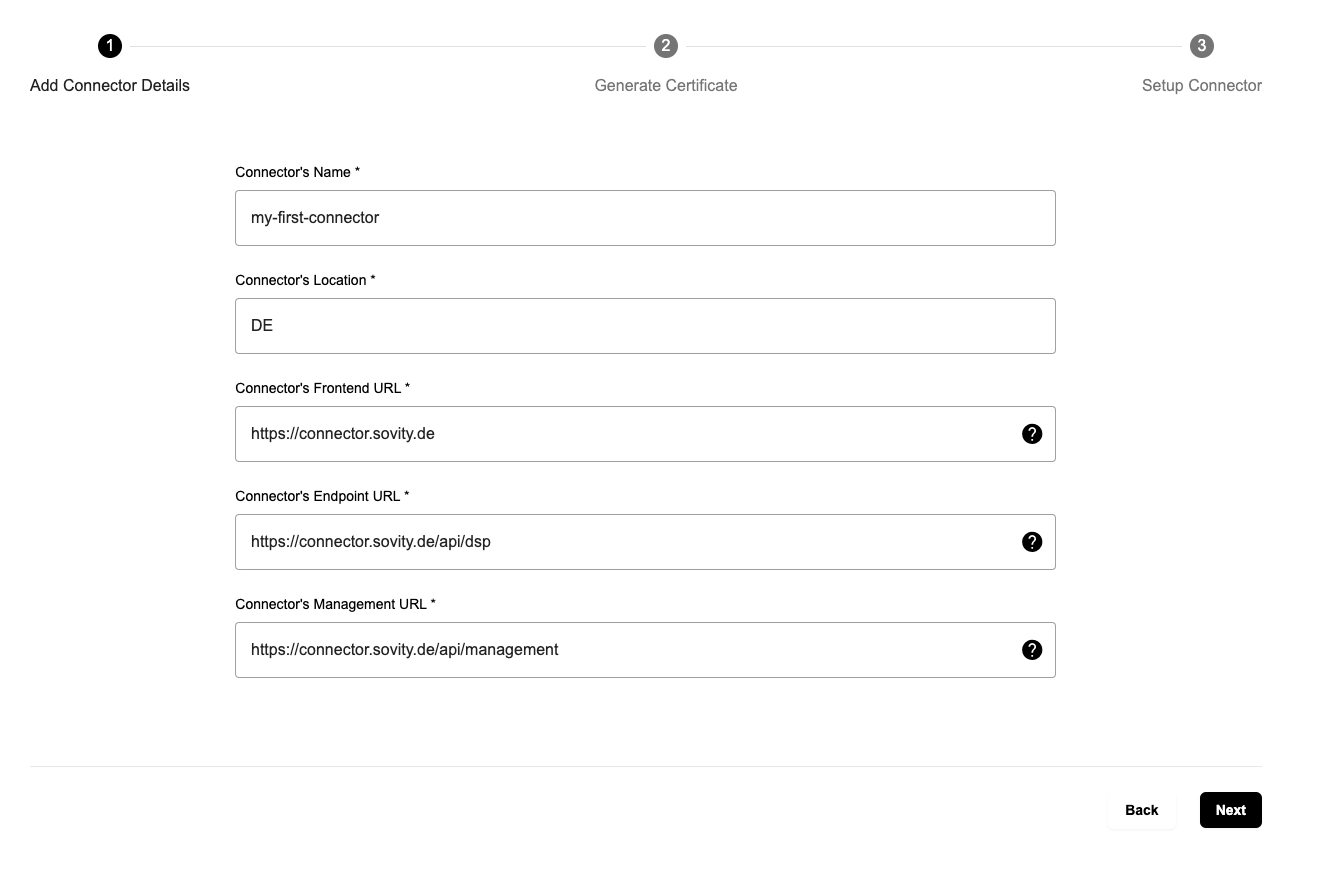 1
2
3
Add Connector Details
Generate Certificate
Setup Connector
Connector's Name *
my-first-connector
Connector's Location *
DE
Connector's Frontend URL *
https://connector.sovity.de
?
Connector's Endpoint URL *
https://connector.sovity.de/api/dsp
?
Connector's Management URL *
https://connector.sovity.de/api/management
?
Back
Next